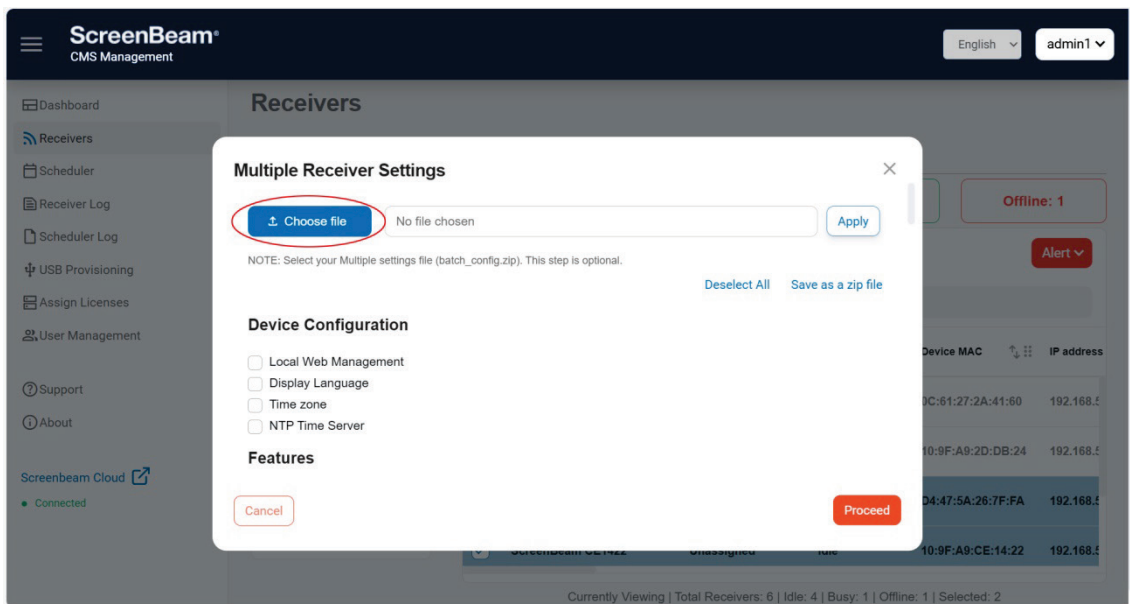 ScreenBeam®
CMS Management
English
admin1
Dashboard
Receivers
Scheduler
Receiver Log
Scheduler Log
USB Provisioning
Assign Licenses
User Management
Support
About
Screenbeam Cloud
Connected
Receivers
Offline: 1
Alert
Multiple Receiver Settings
Choose file
No file chosen
Apply
NOTE: Select your Multiple settings file (batch_config.zip). This step is optional.
Deselect All Save as a zip file
Device Configuration
Local Web Management
Display Language
Time zone
NTP Time Server
Features
Cancel
Proceed
Device MAC IP address
0C:61:27:2A:41:60 192.168.5
10:9F:A9:2D:DB:24 192.168.5
D4:47:5A:26:7F:FA 192.168.5
ScreenBeam CE1422 Unassigned Idle 10:9F:A9:CE:14:22 192.168.5
Currently Viewing | Total Receivers: 6 | Idle: 4 | Busy: 1 | Offline: 1 | Selected: 2